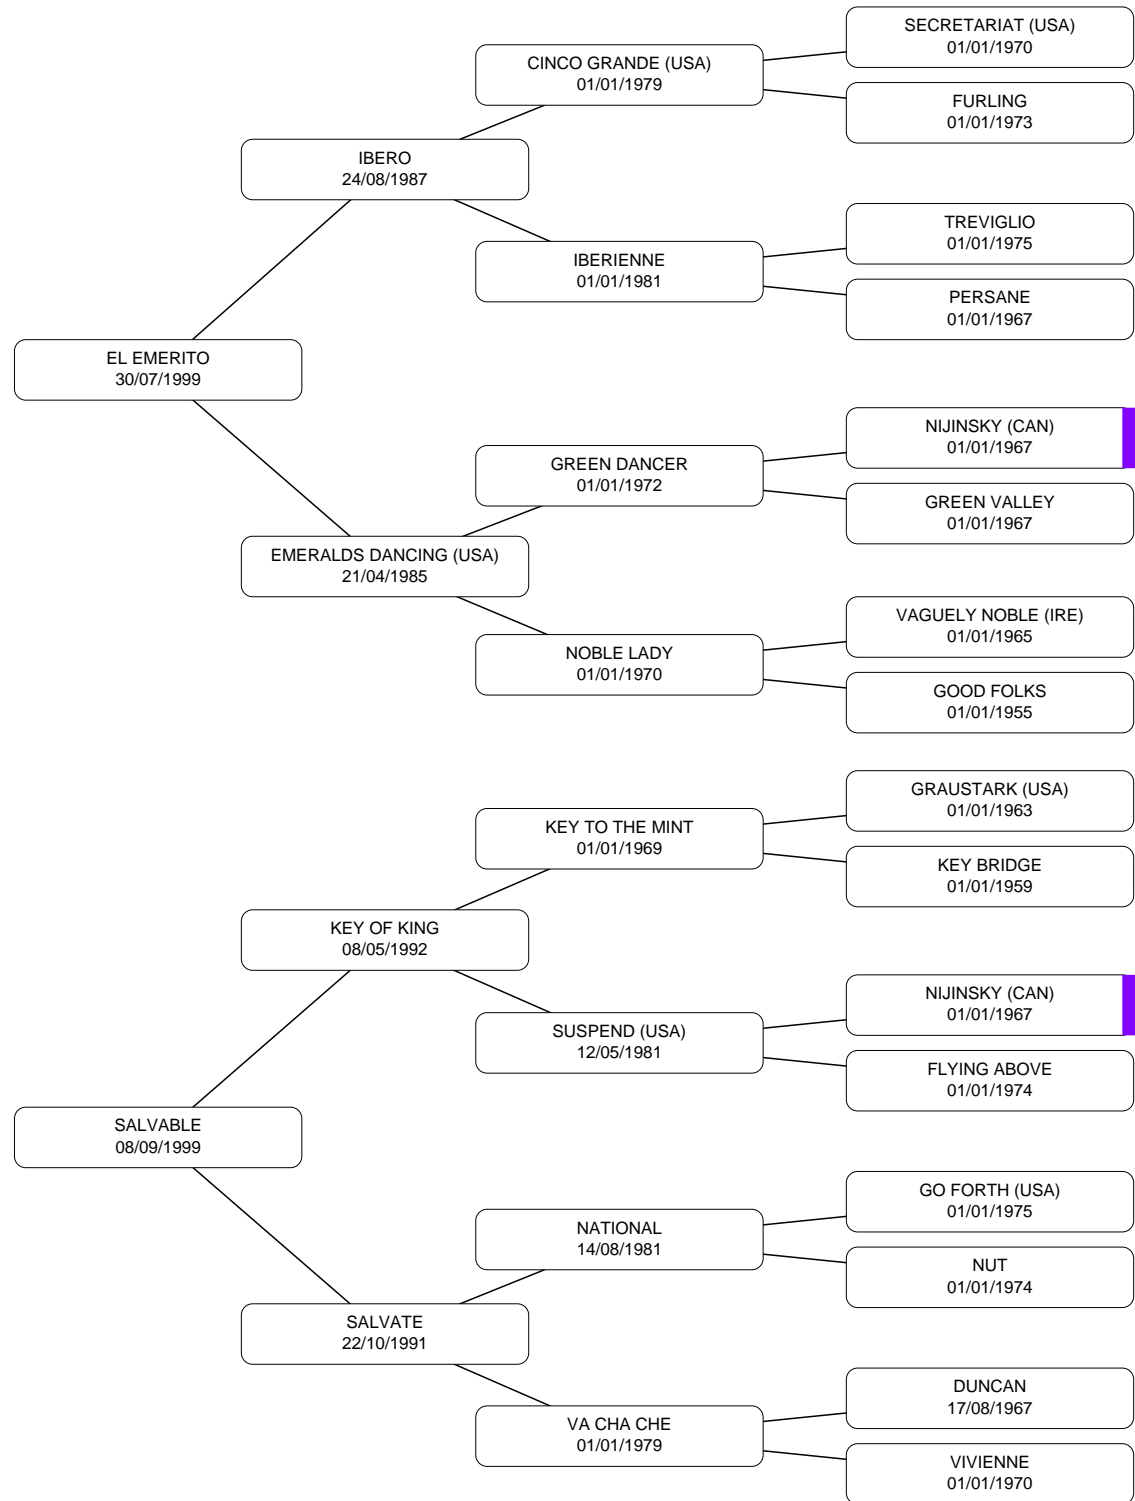 SECRETARIAT (USA)
01/01/1970
CINCO GRANDE (USA)
01/01/1979
FURLING
01/01/1973
IBERO
24/08/1987
TREVIGLIO
01/01/1975
IBERIENNE
01/01/1981
PERSANE
01/01/1967
EL EMERITO
30/07/1999
NIJINSKY (CAN)
01/01/1967
GREEN DANCER
01/01/1972
GREEN VALLEY
01/01/1967
EMERALDS DANCING (USA)
21/04/1985
VAGUELY NOBLE (IRE)
01/01/1965
NOBLE LADY
01/01/1970
GOOD FOLKS
01/01/1955
GRAUSTARK (USA)
01/01/1963
KEY TO THE MINT
01/01/1969
KEY BRIDGE
01/01/1959
KEY OF KING
08/05/1992
NIJINSKY (CAN)
01/01/1967
SUSPEND (USA)
12/05/1981
FLYING ABOVE
01/01/1974
SALVABLE
08/09/1999
GO FORTH (USA)
01/01/1975
NATIONAL
14/08/1981
NUT
01/01/1974
SALVATE
22/10/1991
DUNCAN
17/08/1967
VA CHA CHE
01/01/1979
VIVIENNE
01/01/1970